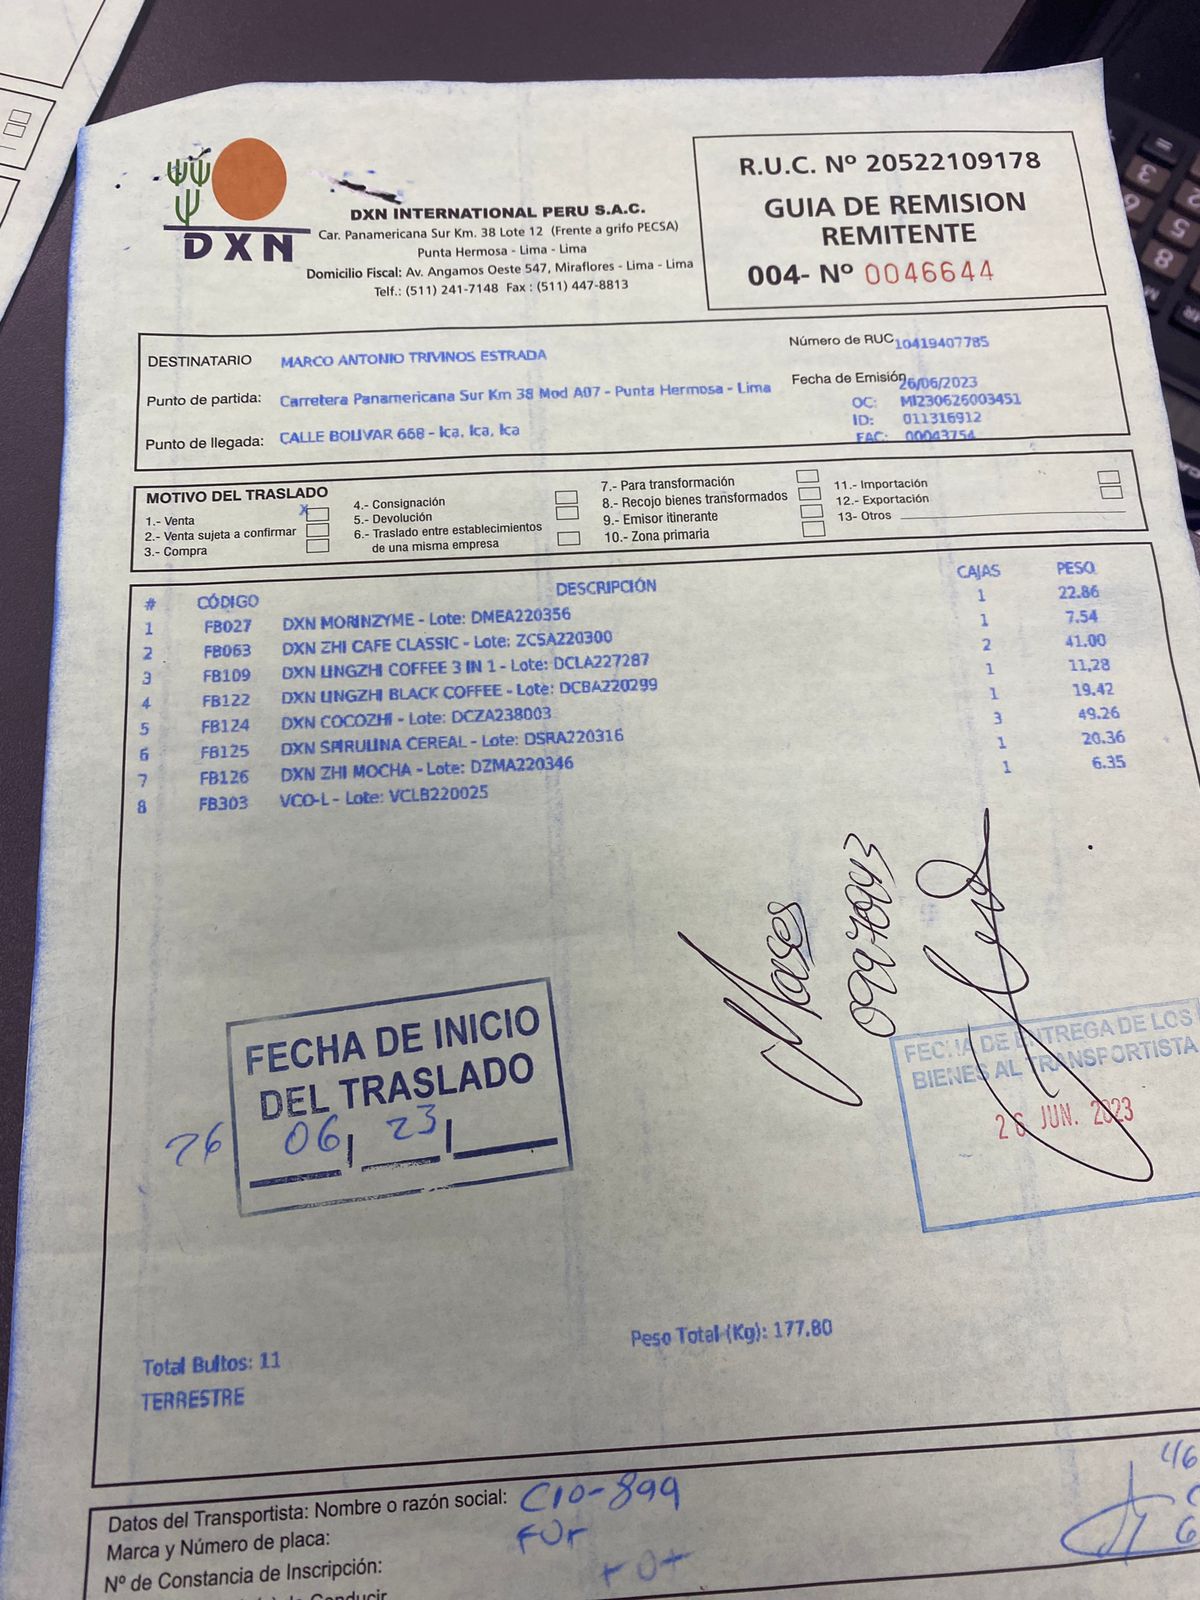 DXN
DXN INTERNATIONAL PERU S.A.C.
Car. Panamericana Sur Km. 38 Lote 12 (Frente a grifo PECSA)
Punta Hermosa - Lima - Lima
Domicilio Fiscal: Av. Angamos Oeste 547, Miraflores - Lima - Lima
Telf.: (511) 241-7148 Fax : (511) 447-8813
R.U.C. Nº 20522109178
GUIA DE REMISION
REMITENTE
004- Nº 0046644
DESTINATARIO MARCO ANTONIO TRIVINOS ESTRADA
Número de RUC 10419407785
Punto de partida: Carretera Panamericana Sur Km 38 Mod A07 - Punta Hermosa - Lima
Fecha de Emisión 26/06/2023
OC: MI230626003451
Punto de llegada: CALLE BOLIVAR 668 - Ica, Ica, Ica
ID: 011316912
FAC: 00043754
MOTIVO DEL TRASLADO
1.- Venta X
2.- Venta sujeta a confirmar
3.- Compra
4.- Consignación
5.- Devolución
6.- Traslado entre establecimientos
de una misma empresa
7.- Para transformación
8.- Recojo bienes transformados
9.- Emisor itinerante
10.- Zona primaria
11.- Importación
12.- Exportación
13- Otros
# CÓDIGO DESCRIPCIÓN CAJAS PESO
1 FB027 DXN MORINZYME - Lote: DMEA220356 1 22.86
2 FB063 DXN ZHI CAFE CLASSIC - Lote: ZCSA220300 1 7.54
3 FB109 DXN LINGZHI COFFEE 3 IN 1 - Lote: DCLA227287 2 41.00
4 FB122 DXN LINGZHI BLACK COFFEE - Lote: DCBA220299 1 11,28
5 FB124 DXN COCOZHI - Lote: DCZA238003 1 19.42
6 FB125 DXN SPIRULINA CEREAL - Lote: DSRA220316 3 49.26
7 FB126 DXN ZHI MOCHA - Lote: DZMA220346 1 20.36
8 FB303 VCO-L - Lote: VCLB220025 1 6.35
FECHA DE INICIO
DEL TRASLADO
26 06 23
FECHA DE ENTREGA DE LOS
BIENES AL TRANSPORTISTA
26 JUN. 2023
Peso Total (Kg): 177.80
Total Bultos: 11
TERRESTRE
Datos del Transportista: Nombre o razón social: C10-899
Marca y Número de placa:
Nº de Constancia de Inscripción: